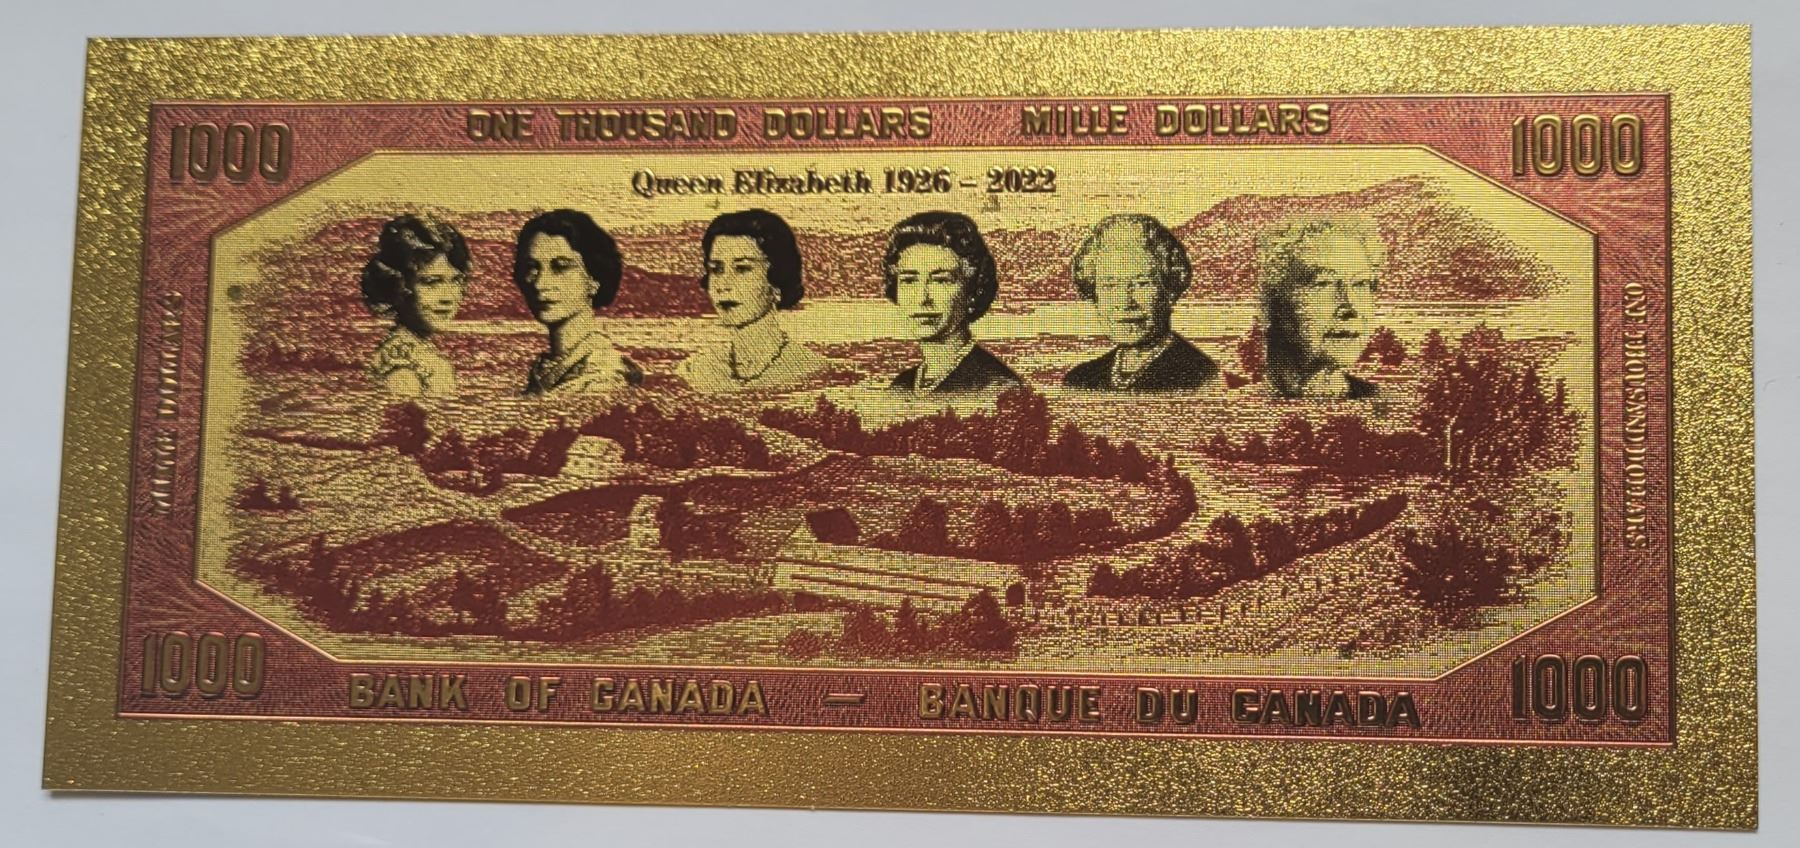 ONE THOUSAND DOLLARS MILLE DOLLARS
1000 1000
Queen Elizabeth 1926 – 2022
MILLE DOLLARS
ONE THOUSAND DOLLARS
1000 1000
BANK OF CANADA — BANQUE DU CANADA